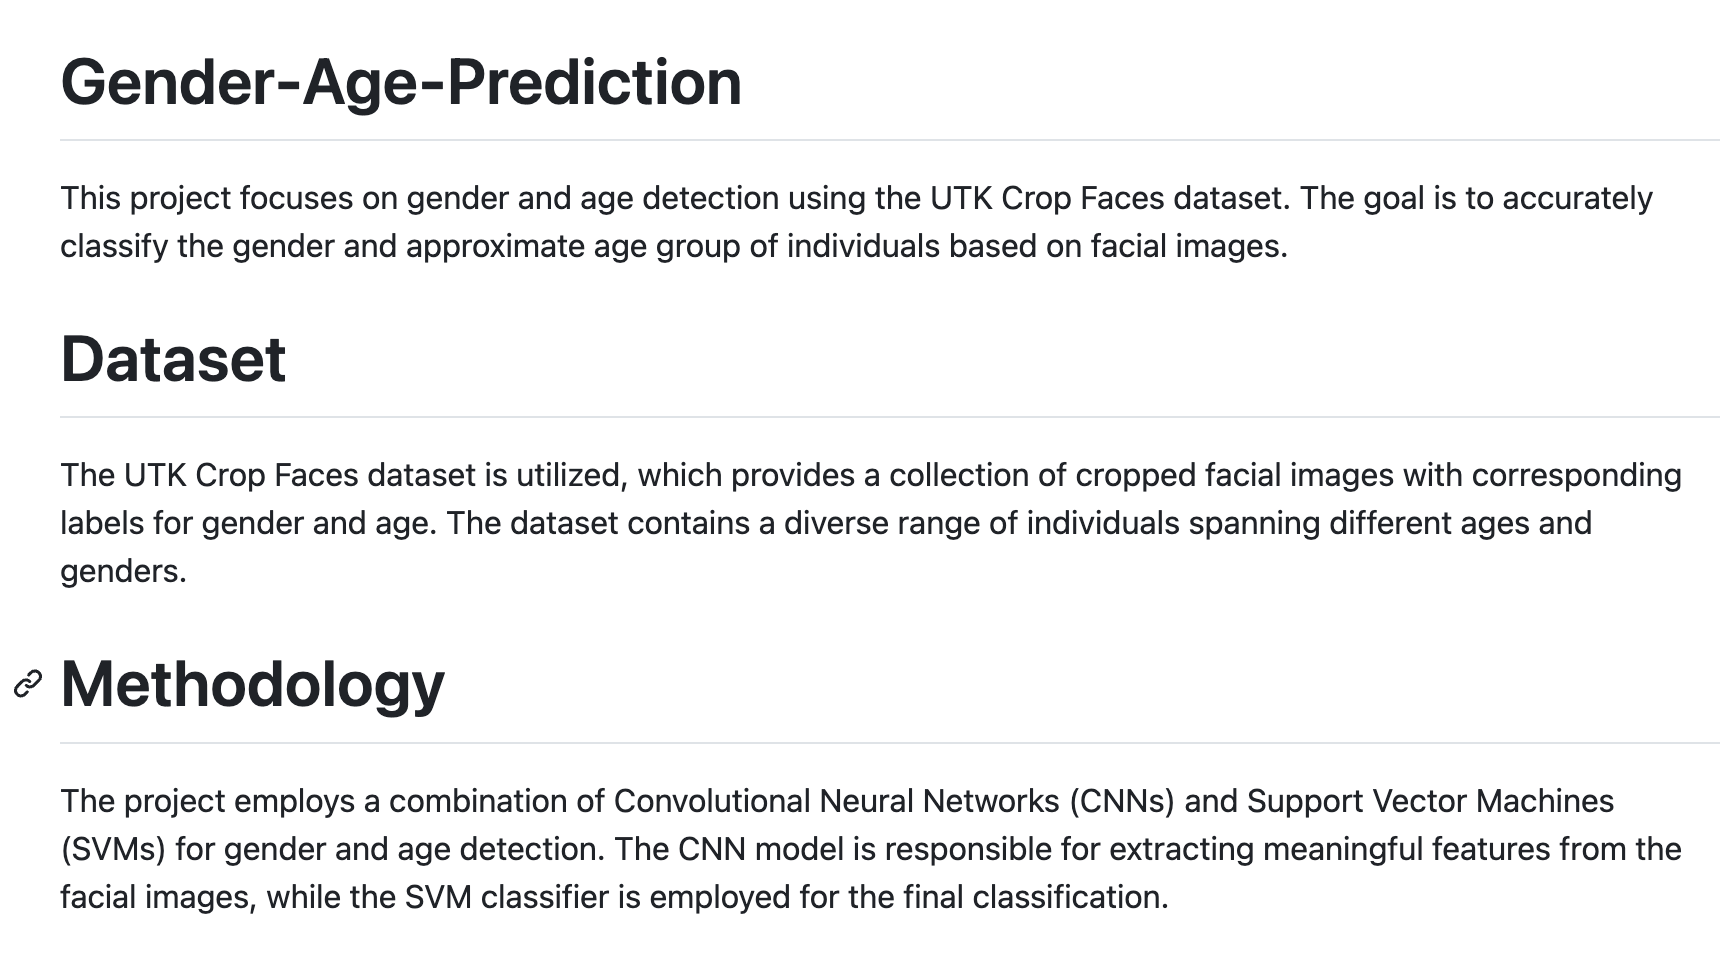 Gender-Age-Prediction
This project focuses on gender and age detection using the UTK Crop Faces dataset. The goal is to accurately
classify the gender and approximate age group of individuals based on facial images.
Dataset
The UTK Crop Faces dataset is utilized, which provides a collection of cropped facial images with corresponding
labels for gender and age. The dataset contains a diverse range of individuals spanning different ages and
genders.
Methodology
The project employs a combination of Convolutional Neural Networks (CNNs) and Support Vector Machines
(SVMs) for gender and age detection. The CNN model is responsible for extracting meaningful features from the
facial images, while the SVM classifier is employed for the final classification.